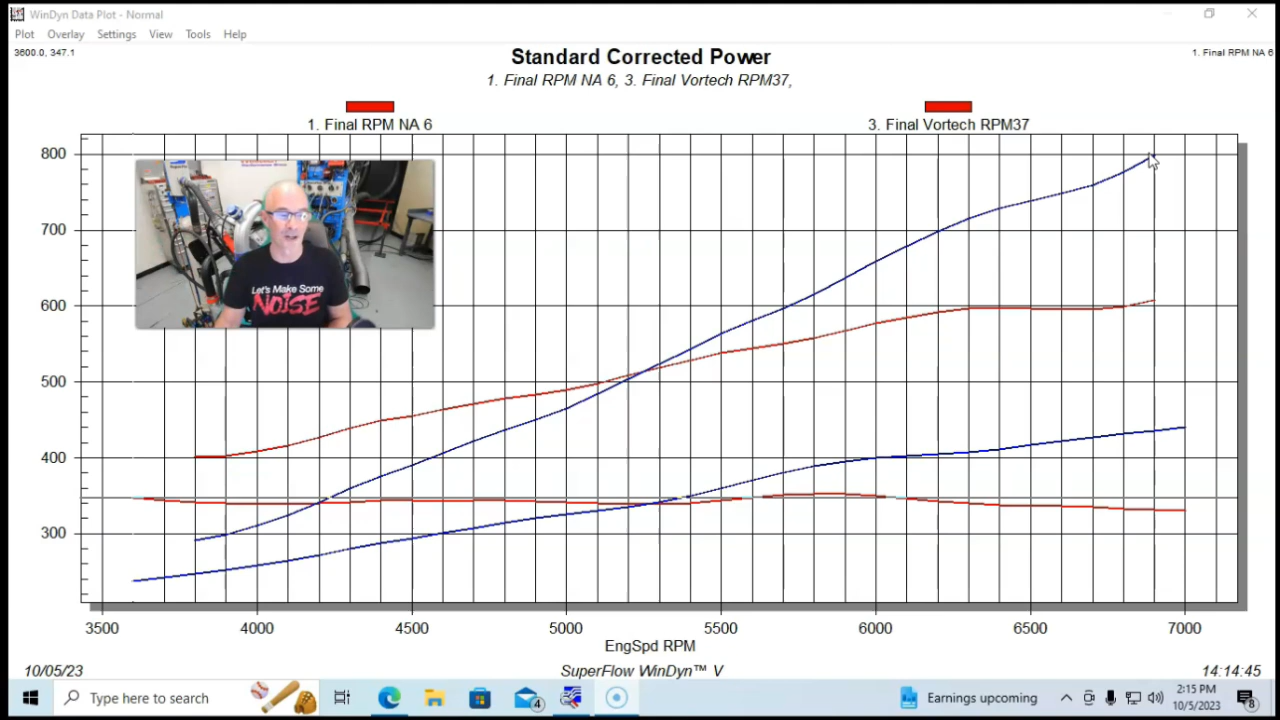 WinDyn Data Plot - Normal
Plot Overlay Settings View Tools Help
3600.0, 347.1
1. Final RPM NA 6
Standard Corrected Power
1. Final RPM NA 6, 3. Final Vortech RPM37,
1. Final RPM NA 6
3. Final Vortech RPM37
800
700
600
500
400
300
Let's Make Some
NOISE
3500 4000 4500 5000 5500 6000 6500 7000
EngSpd RPM
10/05/23
SuperFlow WinDyn™ V
14:14:45
Type here to search
4
Earnings upcoming
2:15 PM
10/5/2023
8